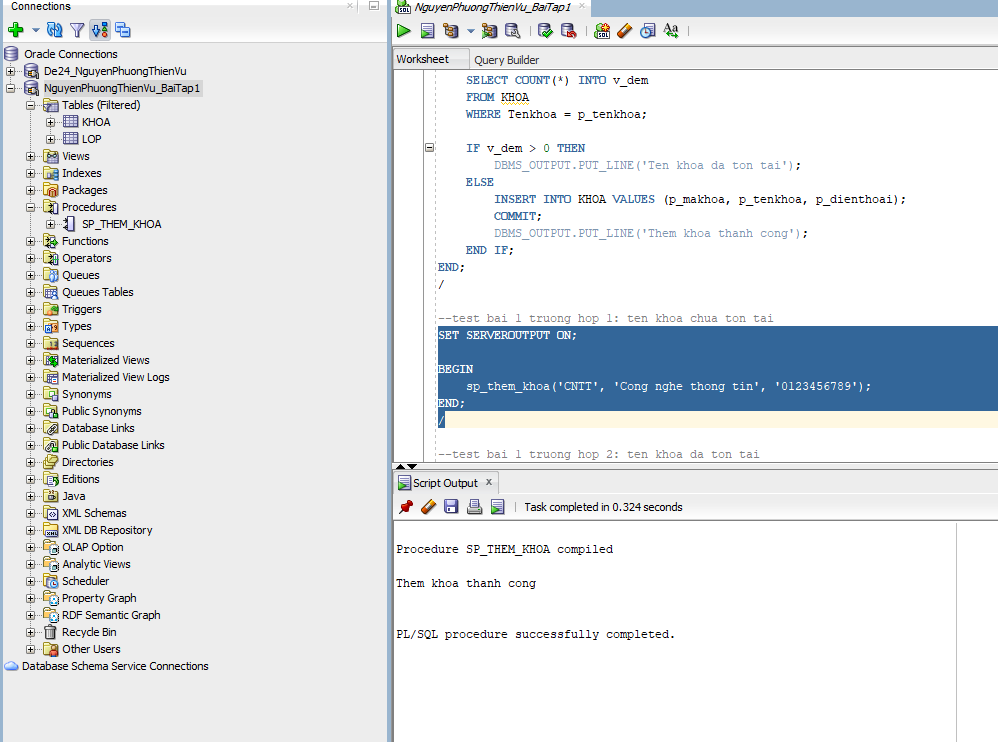 Connections
Oracle Connections
De24_NguyenPhuongThienVu
NguyenPhuongThienVu_BaiTap1
Tables (Filtered)
KHOA
LOP
Views
Indexes
Packages
Procedures
SP_THEM_KHOA
Functions
Operators
Queues
Queues Tables
Triggers
Types
Sequences
Materialized Views
Materialized View Logs
Synonyms
Public Synonyms
Database Links
Public Database Links
Directories
Editions
Java
XML Schemas
XML DB Repository
OLAP Option
Analytic Views
Scheduler
Property Graph
RDF Semantic Graph
Recycle Bin
Other Users
Database Schema Service Connections
NguyenPhuongThienVu_BaiTap1
Worksheet Query Builder
SELECT COUNT(*) INTO v_dem
FROM KHOA
WHERE Tenkhoa = p_tenkhoa;
IF v_dem > 0 THEN
DBMS_OUTPUT.PUT_LINE('Ten khoa da ton tai');
ELSE
INSERT INTO KHOA VALUES (p_makhoa, p_tenkhoa, p_dienthoai);
COMMIT;
DBMS_OUTPUT.PUT_LINE('Them khoa thanh cong');
END IF;
END;
/
--test bai 1 truong hop 1: ten khoa chua ton tai
SET SERVEROUTPUT ON;
BEGIN
sp_them_khoa('CNTT', 'Cong nghe thong tin', '0123456789');
END;
/
--test bai 1 truong hop 2: ten khoa da ton tai
Script Output
Task completed in 0.324 seconds
Procedure SP_THEM_KHOA compiled
Them khoa thanh cong
PL/SQL procedure successfully completed.